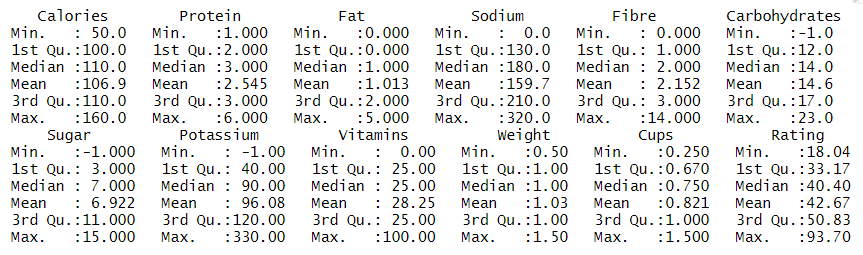 Calories Protein Fat Sodium Fibre Carbohydrates
Min. : 50.0 Min. :1.000 Min. :0.000 Min. : 0.0 Min. : 0.000 Min. :-1.0
1st Qu.:100.0 1st Qu.:2.000 1st Qu.:0.000 1st Qu.:130.0 1st Qu.: 1.000 1st Qu.:12.0
Median :110.0 Median :3.000 Median :1.000 Median :180.0 Median : 2.000 Median :14.0
Mean :106.9 Mean :2.545 Mean :1.013 Mean :159.7 Mean : 2.152 Mean :14.6
3rd Qu.:110.0 3rd Qu.:3.000 3rd Qu.:2.000 3rd Qu.:210.0 3rd Qu.: 3.000 3rd Qu.:17.0
Max. :160.0 Max. :6.000 Max. :5.000 Max. :320.0 Max. :14.000 Max. :23.0
Sugar Potassium Vitamins Weight Cups Rating
Min. :-1.000 Min. : -1.00 Min. : 0.00 Min. :0.50 Min. :0.250 Min. :18.04
1st Qu.: 3.000 1st Qu.: 40.00 1st Qu.: 25.00 1st Qu.:1.00 1st Qu.:0.670 1st Qu.:33.17
Median : 7.000 Median : 90.00 Median : 25.00 Median :1.00 Median :0.750 Median :40.40
Mean : 6.922 Mean : 96.08 Mean : 28.25 Mean :1.03 Mean :0.821 Mean :42.67
3rd Qu.:11.000 3rd Qu.:120.00 3rd Qu.: 25.00 3rd Qu.:1.00 3rd Qu.:1.000 3rd Qu.:50.83
Max. :15.000 Max. :330.00 Max. :100.00 Max. :1.50 Max. :1.500 Max. :93.70